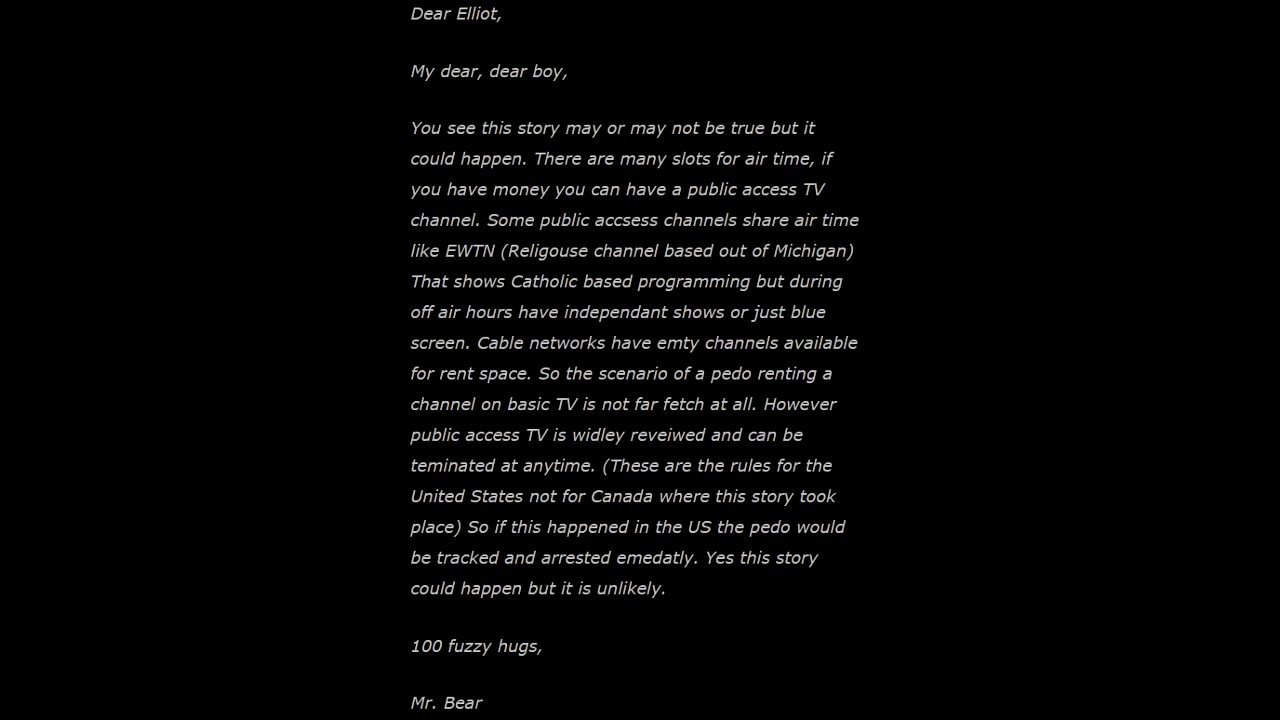 Dear Elliot,
My dear, dear boy,
You see this story may or may not be true but it
could happen. There are many slots for air time, if
you have money you can have a public access TV
channel. Some public accsess channels share air time
like EWTN (Religouse channel based out of Michigan)
That shows Catholic based programming but during
off air hours have independant shows or just blue
screen. Cable networks have emty channels available
for rent space. So the scenario of a pedo renting a
channel on basic TV is not far fetch at all. However
public access TV is widley reveiwed and can be
teminated at anytime. (These are the rules for the
United States not for Canada where this story took
place) So if this happened in the US the pedo would
be tracked and arrested emedatly. Yes this story
could happen but it is unlikely.
100 fuzzy hugs,
Mr. Bear